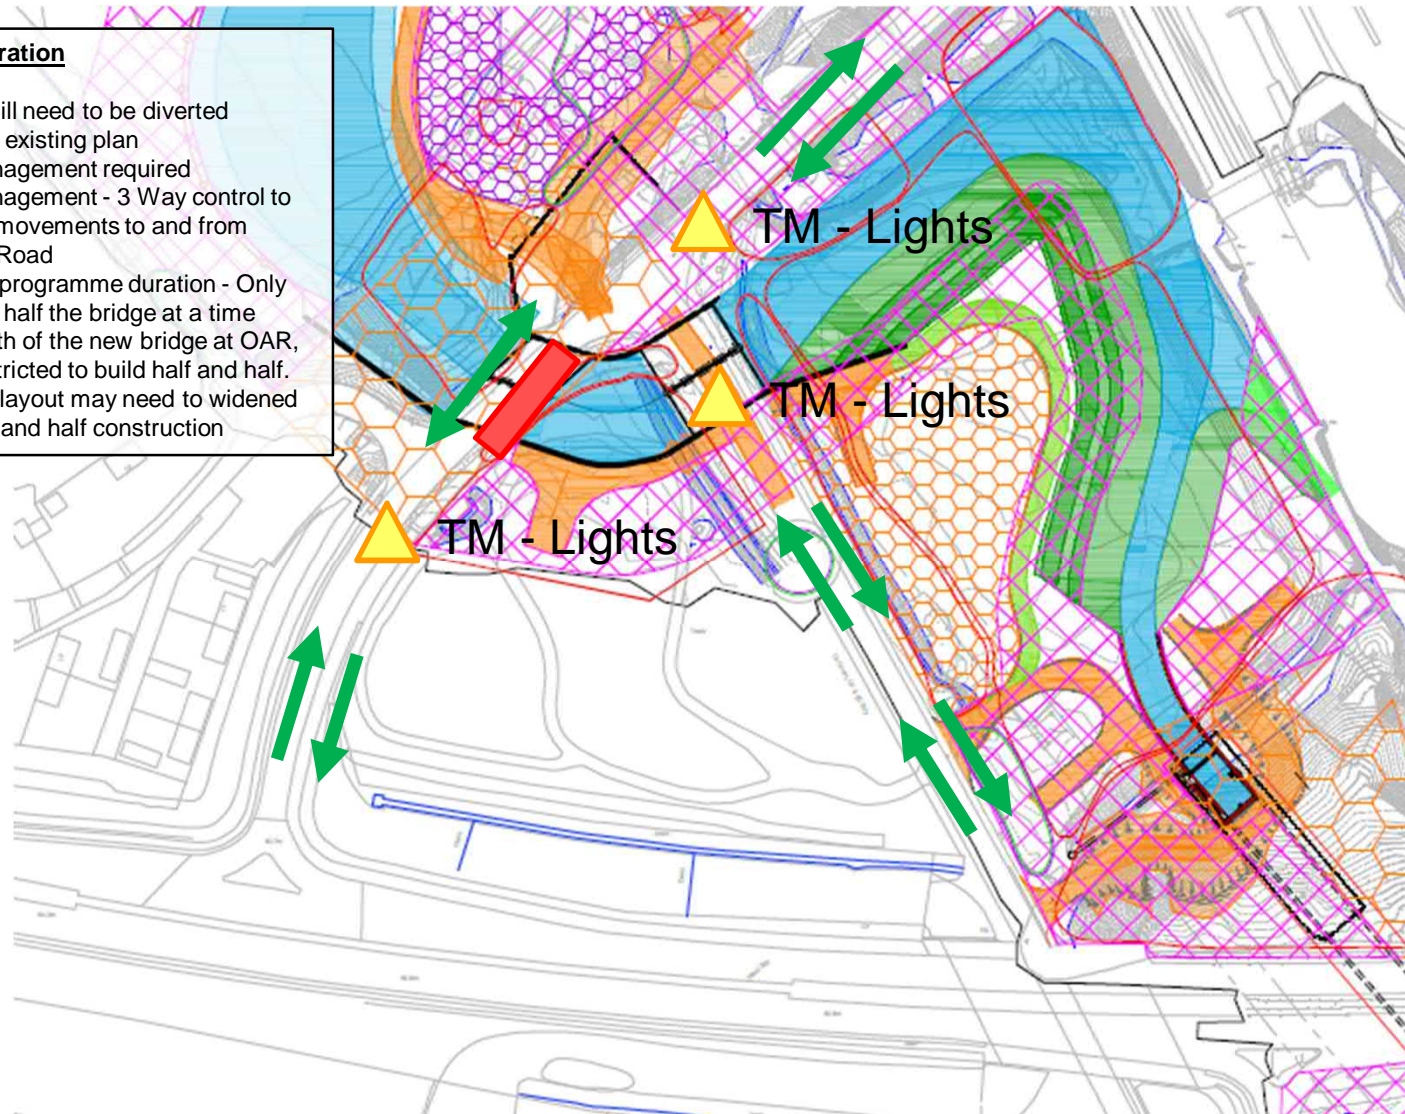 ration
ill need to be diverted
existing plan
nagement required
nagement - 3 Way control to
movements to and from
Road
programme duration - Only
half the bridge at a time
th of the new bridge at OAR,
tricted to build half and half.
layout may need to widened
and half construction
TM - Lights
TM - Lights
TM - Lights